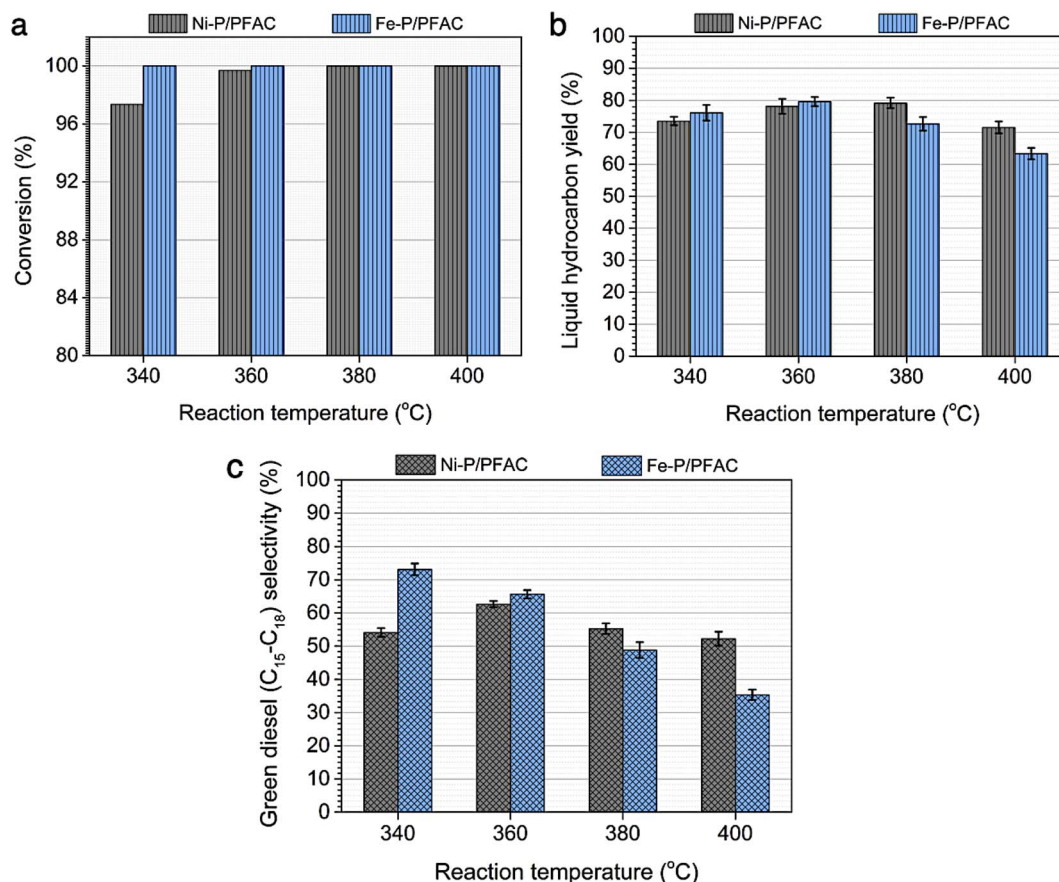 a
Ni-P/PFAC Fe-P/PFAC
Conversion (%)
100
96
92
88
84
80
340 360 380 400
Reaction temperature (°C)
b
Ni-P/PFAC Fe-P/PFAC
Liquid hydrocarbon yield (%)
100
90
80
70
60
50
40
30
20
10
0
340 360 380 400
Reaction temperature (°C)
c
Ni-P/PFAC Fe-P/PFAC
Green diesel (C₁₅-C₁₈) selectivity (%)
100
90
80
70
60
50
40
30
20
10
0
340 360 380 400
Reaction temperature (°C)